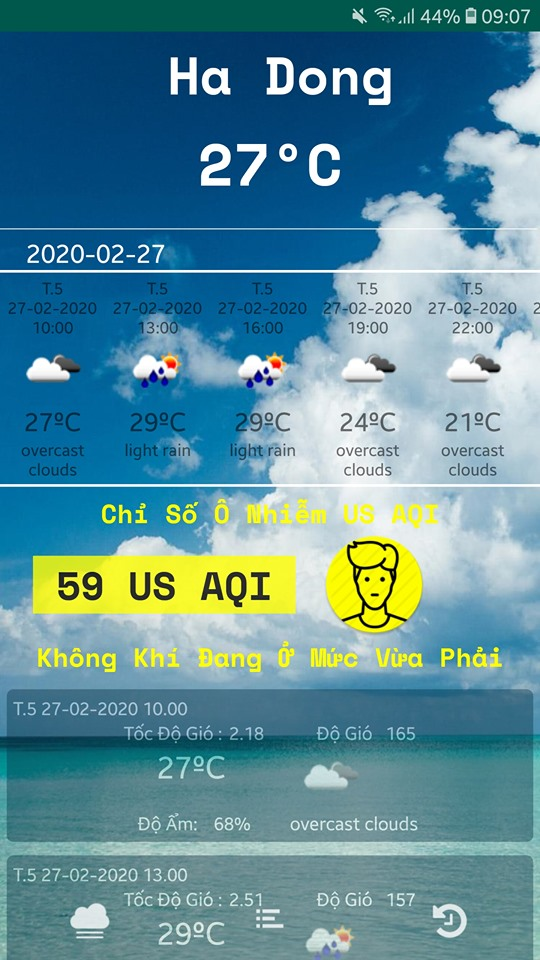 44% 09:07
Ha Dong
27°C
2020-02-27
T.5 T.5 T.5 T.5 T.5
27-02-2020 27-02-2020 27-02-2020 27-02-2020 27-02-2020 2
10:00 13:00 16:00 19:00 22:00
27ºC 29ºC 29ºC 24ºC 21ºC
overcast clouds light rain light rain overcast clouds overcast clouds
Chỉ Số Ô Nhiễm US AQI
59 US AQI
Không Khí Đang Ở Mức Vừa Phải
T.5 27-02-2020 10.00
Tốc Độ Gió : 2.18 Độ Gió 165
27ºC
Độ Ẩm: 68% overcast clouds
T.5 27-02-2020 13.00
Tốc Độ Gió : 2.51 Độ Gió 157
29ºC